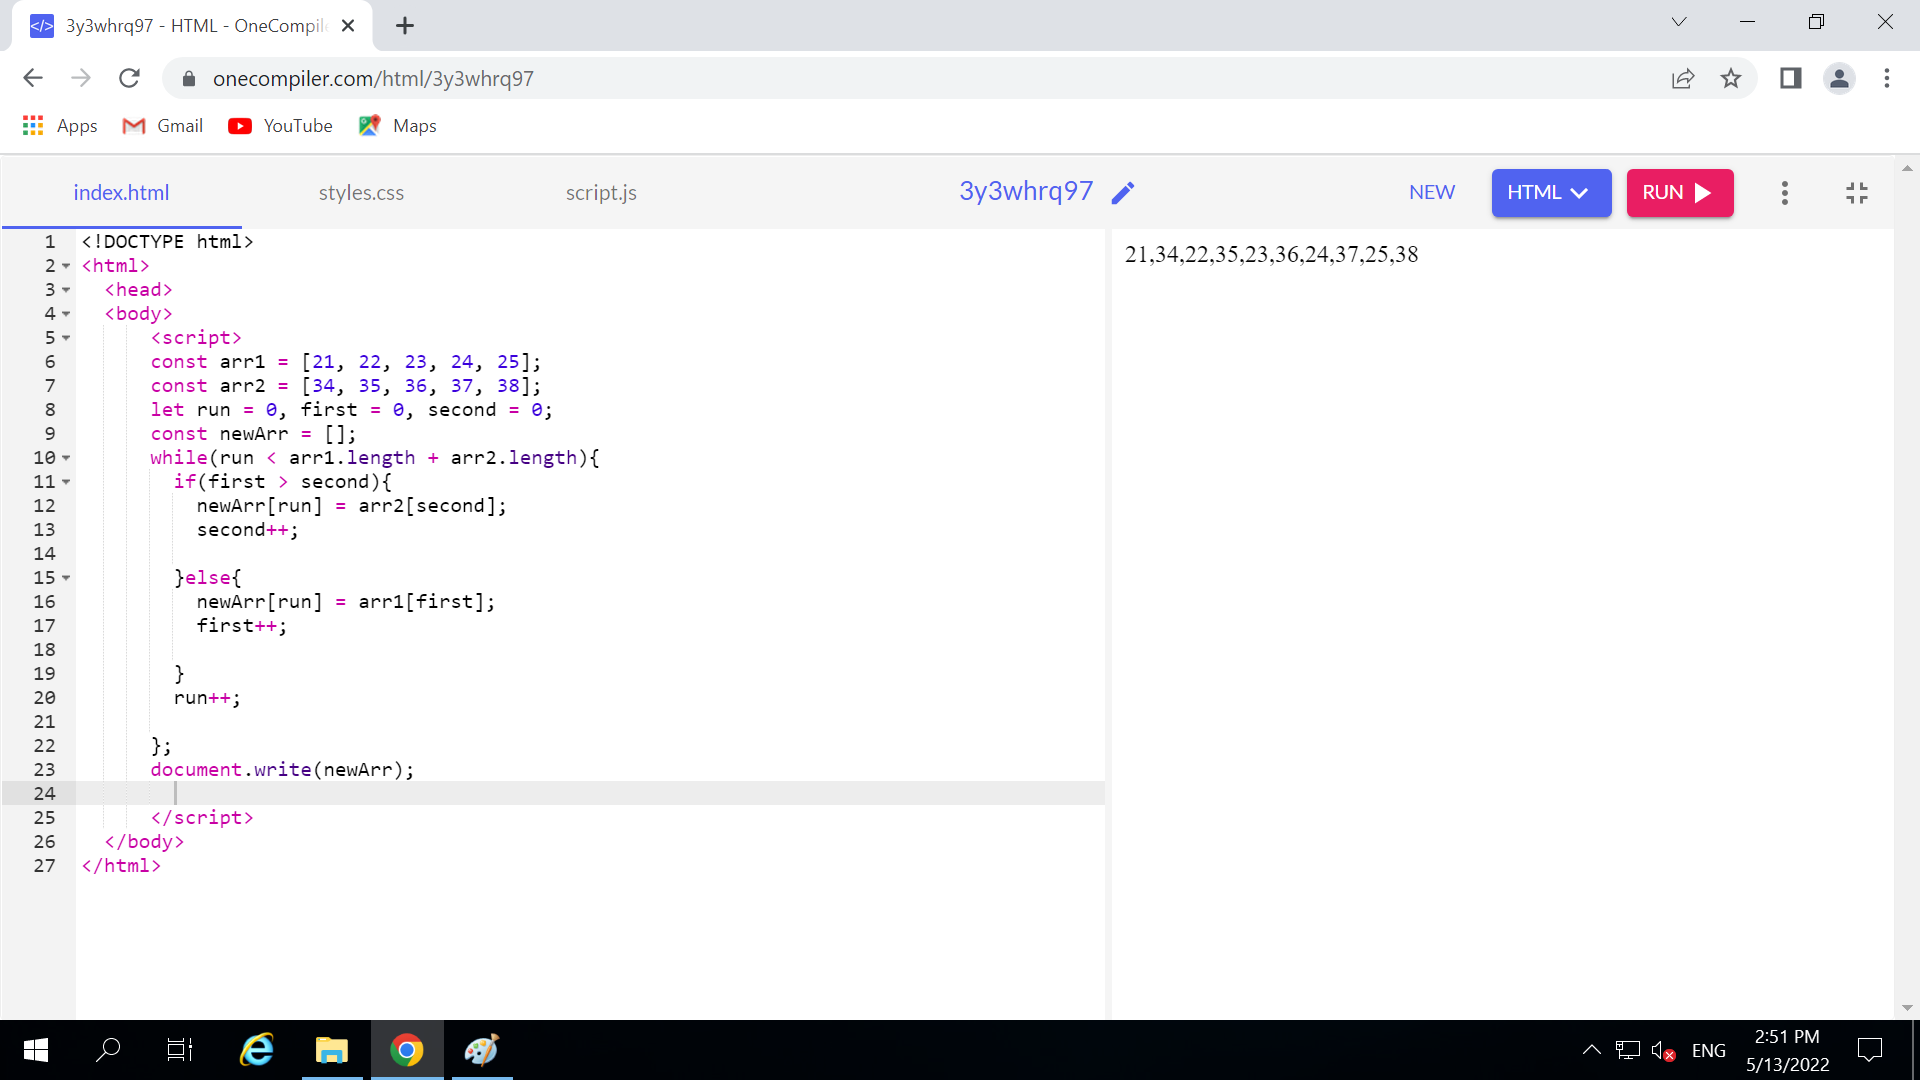 3y3whrq97 - HTML - OneCompil
onecompiler.com/html/3y3whrq97
Apps Gmail YouTube Maps
index.html styles.css script.js 3y3whrq97 NEW HTML RUN
1 <!DOCTYPE html>
2 <html>
3 <head>
4 <body>
5 <script>
6 const arr1 = [21, 22, 23, 24, 25];
7 const arr2 = [34, 35, 36, 37, 38];
8 let run = 0, first = 0, second = 0;
9 const newArr = [];
10 while(run < arr1.length + arr2.length){
11 if(first > second){
12 newArr[run] = arr2[second];
13 second++;
14
15 }else{
16 newArr[run] = arr1[first];
17 first++;
18
19 }
20 run++;
21
22 };
23 document.write(newArr);
24
25 </script>
26 </body>
27 </html>
21,34,22,35,23,36,24,37,25,38
ENG
2:51 PM
5/13/2022